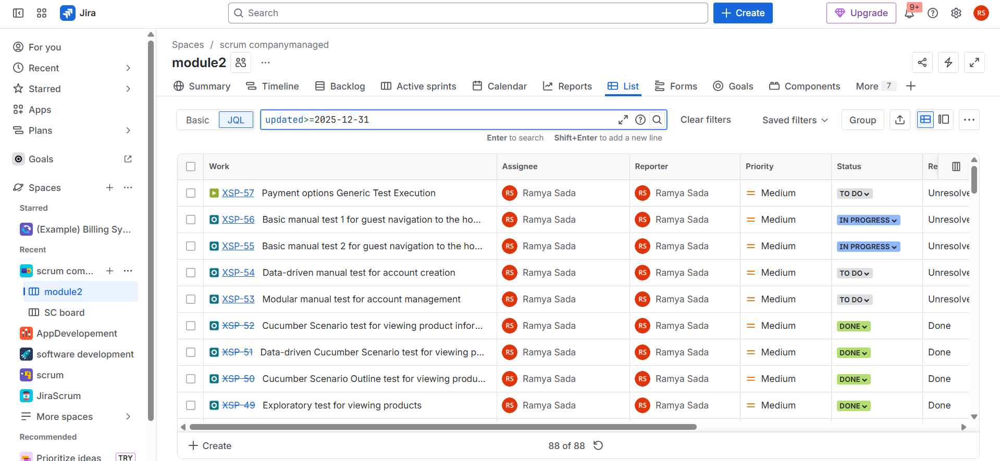 Jira
Search
Create
Upgrade
9+
RS
For you
Recent
Starred
Apps
Plans
Goals
Spaces
Starred
(Example) Billing Sy...
Recent
scrum com...
module2
SC board
AppDevelopement
software development
scrum
JiraScrum
More spaces
Recommended
Prioritize ideas TRY
Spaces / scrum companymanaged
module2
Summary Timeline Backlog Active sprints Calendar Reports List Forms Goals Components More 7
Basic JQL updated>=2025-12-31 Clear filters Saved filters Group
Enter to search Shift+Enter to add a new line
Work Assignee Reporter Priority Status Re
XSP-57 Payment options Generic Test Execution RS Ramya Sada RS Ramya Sada Medium TO DO Unresolve
XSP-56 Basic manual test 1 for guest navigation to the ho... RS Ramya Sada RS Ramya Sada Medium IN PROGRESS Unresolve
XSP-55 Basic manual test 2 for guest navigation to the ho... RS Ramya Sada RS Ramya Sada Medium IN PROGRESS Unresolve
XSP-54 Data-driven manual test for account creation RS Ramya Sada RS Ramya Sada Medium TO DO Unresolve
XSP-53 Modular manual test for account management RS Ramya Sada RS Ramya Sada Medium TO DO Unresolve
XSP-52 Cucumber Scenario test for viewing product infor... RS Ramya Sada RS Ramya Sada Medium DONE Done
XSP-51 Data-driven Cucumber Scenario test for viewing p... RS Ramya Sada RS Ramya Sada Medium DONE Done
XSP-50 Cucumber Scenario Outline test for viewing produ... RS Ramya Sada RS Ramya Sada Medium DONE Done
XSP-49 Exploratory test for viewing products RS Ramya Sada RS Ramya Sada Medium DONE Done
Create 88 of 88